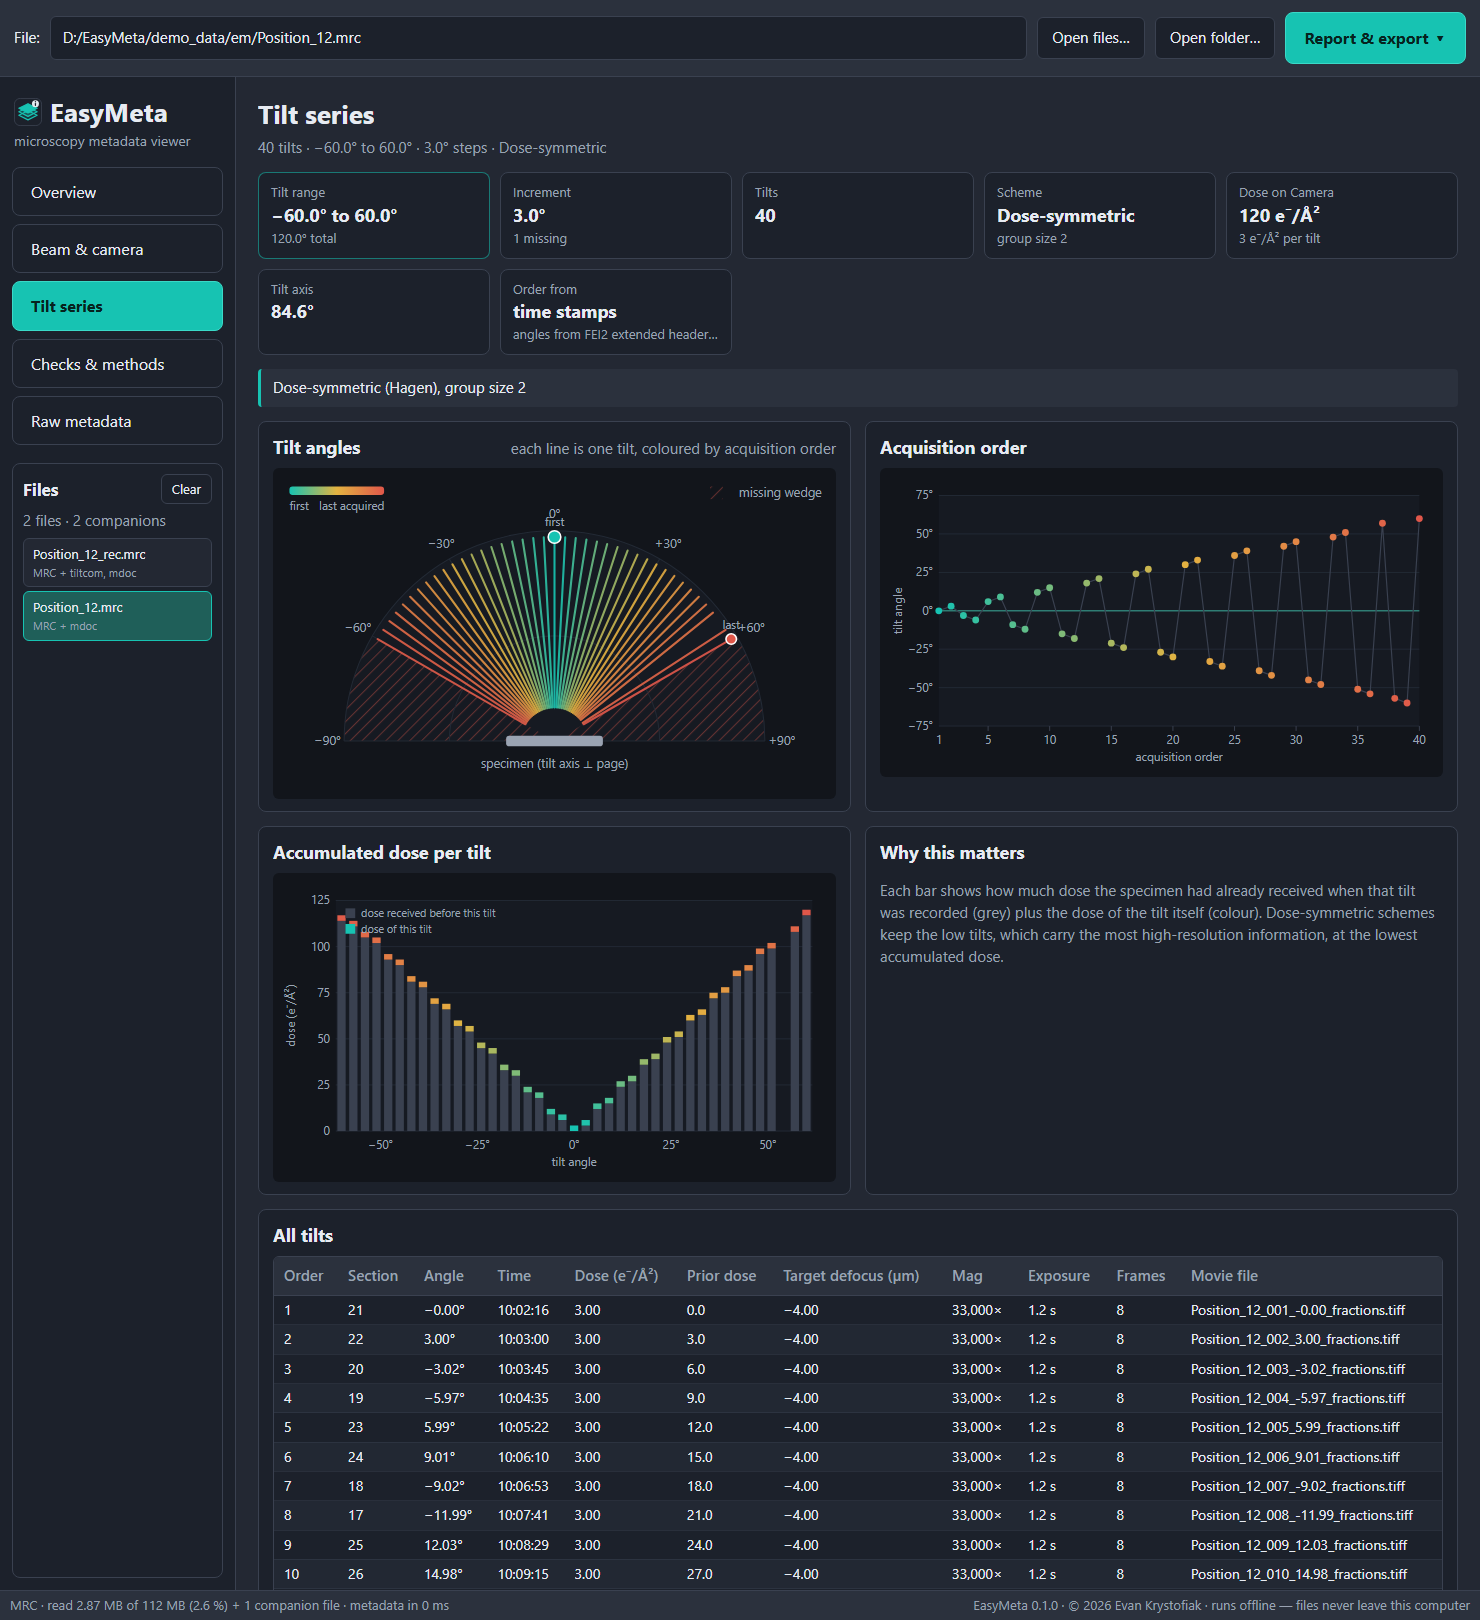 File:
D:/EasyMeta/demo_data/em/Position_12.mrc
Open files...
Open folder...
Report & export ▾
EasyMeta
microscopy metadata viewer
Overview
Beam & camera
Tilt series
Checks & methods
Raw metadata
Files
Clear
2 files · 2 companions
Position_12_rec.mrc
MRC + tiltcom, mdoc
Position_12.mrc
MRC + mdoc
Tilt series
40 tilts · −60.0° to 60.0° · 3.0° steps · Dose-symmetric
Tilt range
−60.0° to 60.0°
120.0° total
Increment
3.0°
1 missing
Tilts
40
Scheme
Dose-symmetric
group size 2
Dose on Camera
120 e⁻/Å²
3 e⁻/Å² per tilt
Tilt axis
84.6°
Order from
time stamps
angles from FEI2 extended header...
Dose-symmetric (Hagen), group size 2
Tilt angles
each line is one tilt, coloured by acquisition order
first last acquired
missing wedge
0°
first
−30°
+30°
−60°
last
+60°
−90°
+90°
specimen (tilt axis ⊥ page)
Acquisition order
75°
50°
25°
0°
−25°
−50°
−75°
tilt angle
1 5 10 15 20 25 30 35 40
acquisition order
Accumulated dose per tilt
dose received before this tilt
dose of this tilt
125
100
75
50
25
0
dose (e⁻/Å²)
−50° −25° 0° 25° 50°
tilt angle
Why this matters
Each bar shows how much dose the specimen had already received when that tilt
was recorded (grey) plus the dose of the tilt itself (colour). Dose-symmetric schemes
keep the low tilts, which carry the most high-resolution information, at the lowest
accumulated dose.
All tilts
Order Section Angle Time Dose (e⁻/Å²) Prior dose Target defocus (µm) Mag Exposure Frames Movie file
1 21 −0.00° 10:02:16 3.00 0.0 −4.00 33,000× 1.2 s 8 Position_12_001_-0.00_fractions.tiff
2 22 3.00° 10:03:00 3.00 3.0 −4.00 33,000× 1.2 s 8 Position_12_002_3.00_fractions.tiff
3 20 −3.02° 10:03:45 3.00 6.0 −4.00 33,000× 1.2 s 8 Position_12_003_-3.02_fractions.tiff
4 19 −5.97° 10:04:35 3.00 9.0 −4.00 33,000× 1.2 s 8 Position_12_004_-5.97_fractions.tiff
5 23 5.99° 10:05:22 3.00 12.0 −4.00 33,000× 1.2 s 8 Position_12_005_5.99_fractions.tiff
6 24 9.01° 10:06:10 3.00 15.0 −4.00 33,000× 1.2 s 8 Position_12_006_9.01_fractions.tiff
7 18 −9.02° 10:06:53 3.00 18.0 −4.00 33,000× 1.2 s 8 Position_12_007_-9.02_fractions.tiff
8 17 −11.99° 10:07:41 3.00 21.0 −4.00 33,000× 1.2 s 8 Position_12_008_-11.99_fractions.tiff
9 25 12.03° 10:08:29 3.00 24.0 −4.00 33,000× 1.2 s 8 Position_12_009_12.03_fractions.tiff
10 26 14.98° 10:09:15 3.00 27.0 −4.00 33,000× 1.2 s 8 Position_12_010_14.98_fractions.tiff
MRC · read 2.87 MB of 112 MB (2.6 %) + 1 companion file · metadata in 0 ms
EasyMeta 0.1.0 · © 2026 Evan Krystofiak · runs offline — files never leave this computer